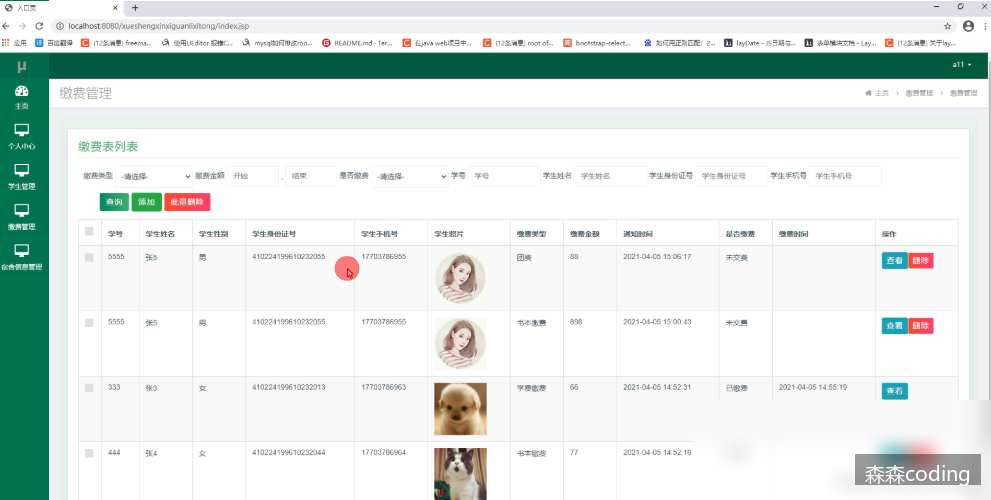 入口页
localhost:8080/xueshengxinxiguanlixitong/index.jsp
应用 百度翻译 (12条消息) freema... 使用UEditor 报错C... mysql如何修改roo... README.md · Ter... 在java web项目中... (12条消息) root of... bootstrap-select... 如何用正则匹配：2... layDate - JS日期与... 表单模块文档 - Lay... (12条消息) 关于lay...
μ
a11
主页
个人中心
学生管理
缴费管理
宿舍信息管理
缴费管理
主页 > 缴费管理 > 缴费管理
缴费表列表
缴费类型 -请选择- 缴费金额 开始 - 结束 是否缴费 -请选择- 学号 学号 学生姓名 学生姓名 学生身份证号 学生身份证号 学生手机号 学生手机号
查询 添加 批量删除
学号 学生姓名 学生性别 学生身份证号 学生手机号 学生照片 缴费类型 缴费金额 通知时间 是否缴费 缴费时间 操作
5555 张5 男 410224199610232055 17703786955 团费 88 2021-04-05 15:06:17 未交费 查看 删除
5555 张5 男 410224199610232055 17703786955 书本缴费 898 2021-04-05 15:00:43 未交费 查看 删除
333 张3 女 410224199610232013 17703786963 学费缴费 66 2021-04-05 14:52:31 已缴费 2021-04-05 14:55:19 查看
444 张4 女 410224199610232044 17703786964 书本缴费 77 2021-04-05 14:52:16
森森coding